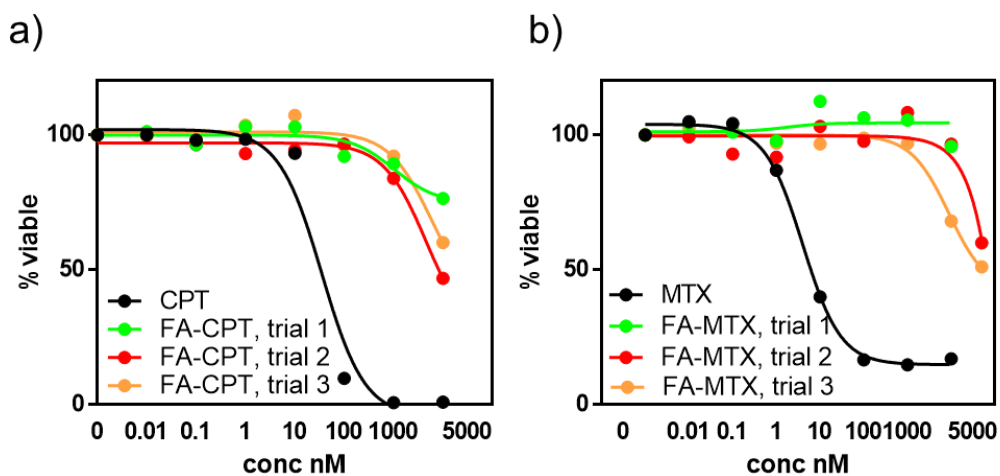 a)
100
50
0
% viable
CPT
FA-CPT, trial 1
FA-CPT, trial 2
FA-CPT, trial 3
0 0.01 0.1 1 10 100 1000 5000
conc nM
b)
100
50
0
% viable
MTX
FA-MTX, trial 1
FA-MTX, trial 2
FA-MTX, trial 3
0 0.01 0.1 1 10 100 1000 5000
conc nM